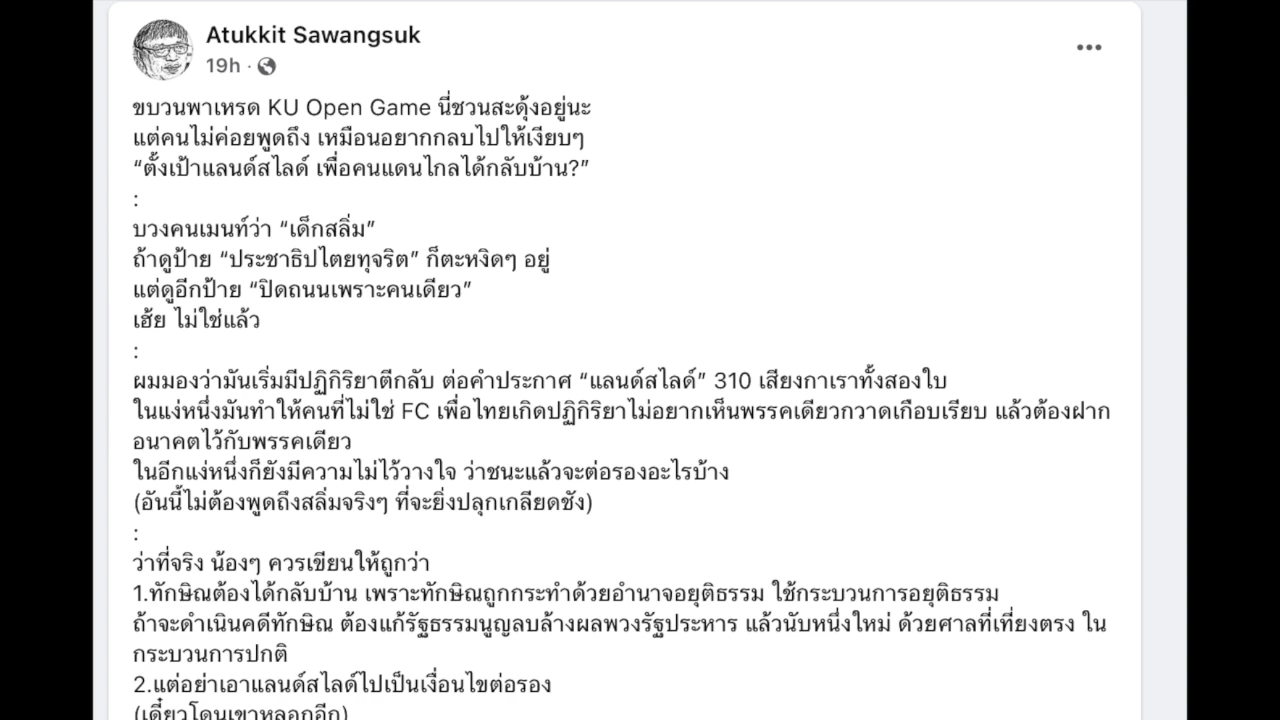 Atukkit Sawangsuk
19h ·
ขบวนพาเหรด KU Open Game นี่ชวนสะดุ้งอยู่นะ
แต่คนไม่ค่อยพูดถึง เหมือนอยากกลบไปให้เงียบๆ
“ตั้งเป้าแลนด์สไลด์ เพื่อคนแดนไกลได้กลับบ้าน?”
:
บวงคนเมนท์ว่า “เด็กสลิ่ม”
ถ้าดูป้าย “ประชาธิปไตยทุจริต” ก็ตะหงิดๆ อยู่
แต่ดูอีกป้าย “ปิดถนนเพราะคนเดียว”
เฮ้ย ไม่ใช่แล้ว
:
ผมมองว่ามันเริ่มมีปฏิกิริยาตีกลับ ต่อคำประกาศ “แลนด์สไลด์” 310 เสียงกาเราทั้งสองใบ
ในแง่หนึ่งมันทำให้คนที่ไม่ใช่ FC เพื่อไทยเกิดปฏิกิริยาไม่อยากเห็นพรรคเดียวกวาดเกือบเรียบ แล้วต้องฝาก
อนาคตไว้กับพรรคเดียว
ในอีกแง่หนึ่งก็ยังมีความไม่ไว้วางใจ ว่าชนะแล้วจะต่อรองอะไรบ้าง
(อันนี้ไม่ต้องพูดถึงสลิ่มจริงๆ ที่จะยิ่งปลุกเกลียดชัง)
:
ว่าที่จริง น้องๆ ควรเขียนให้ถูกว่า
1.ทักษิณต้องได้กลับบ้าน เพราะทักษิณถูกกระทำด้วยอำนาจอยุติธรรม ใช้กระบวนการอยุติธรรม
ถ้าจะดำเนินคดีทักษิณ ต้องแก้รัฐธรรมนูญลบล้างผลพวงรัฐประหาร แล้วนับหนึ่งใหม่ ด้วยศาลที่เที่ยงตรง ใน
กระบวนการปกติ
2.แต่อย่าเอาแลนด์สไลด์ไปเป็นเงื่อนไขต่อรอง
(เดี๋ยวโดนเขาหลอกอีก)